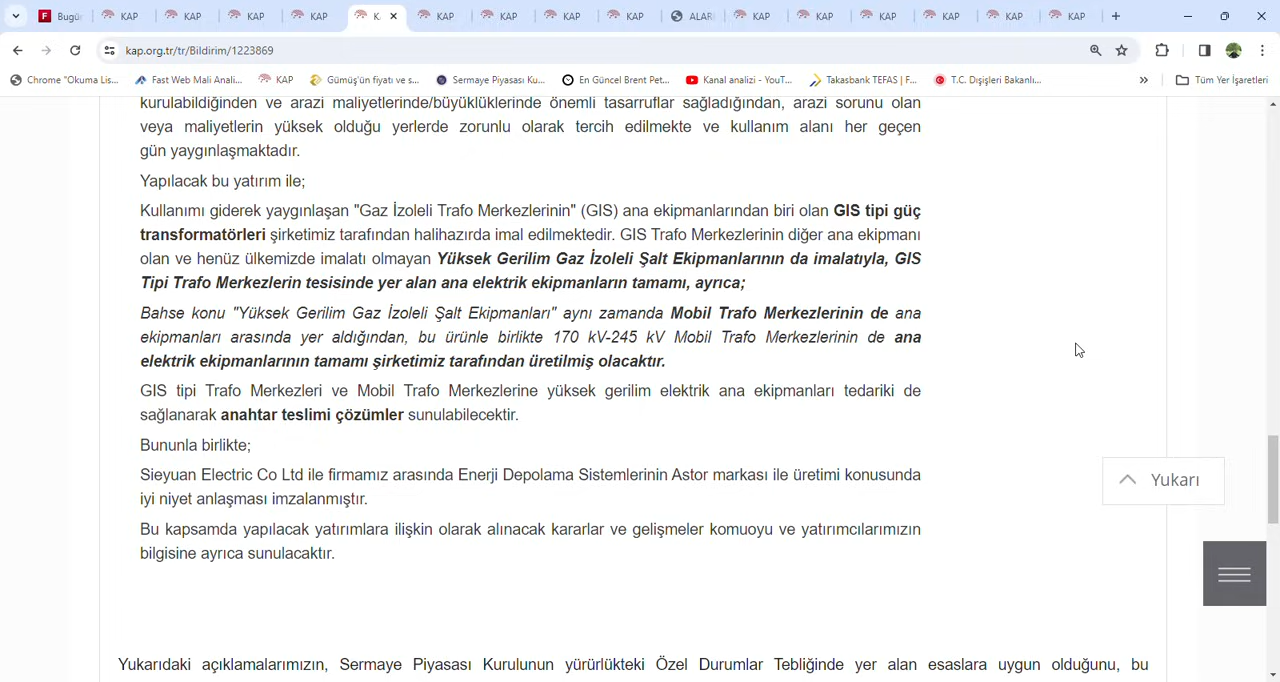 Bugün
KAP
KAP
KAP
KAP
K
KAP
KAP
KAP
KAP
ALAR
KAP
KAP
KAP
KAP
KAP
KAP
kap.org.tr/tr/Bildirim/1223869
Chrome "Okuma Lis...
Fast Web Mali Anali...
KAP
Gümüş'ün fiyatı ve s...
Sermaye Piyasası Ku...
En Güncel Brent Pet...
Kanal analizi - YouT...
Takasbank TEFAS | F...
T.C. Dışişleri Bakanlı...
Tüm Yer İşaretleri
kurulabildiğinden ve arazi maliyetlerinde/büyüklüklerinde önemli tasarruflar sağladığından, arazi sorunu olan
veya maliyetlerin yüksek olduğu yerlerde zorunlu olarak tercih edilmekte ve kullanım alanı her geçen
gün yaygınlaşmaktadır.
Yapılacak bu yatırım ile;
Kullanımı giderek yaygınlaşan "Gaz İzoleli Trafo Merkezlerinin" (GIS) ana ekipmanlarından biri olan GIS tipi güç
transformatörleri şirketimiz tarafından halihazırda imal edilmektedir. GIS Trafo Merkezlerinin diğer ana ekipmanı
olan ve henüz ülkemizde imalatı olmayan Yüksek Gerilim Gaz İzoleli Şalt Ekipmanlarının da imalatıyla, GIS
Tipi Trafo Merkezlerin tesisinde yer alan ana elektrik ekipmanların tamamı, ayrıca;
Bahse konu "Yüksek Gerilim Gaz İzoleli Şalt Ekipmanları" aynı zamanda Mobil Trafo Merkezlerinin de ana
ekipmanları arasında yer aldığından, bu ürünle birlikte 170 kV-245 kV Mobil Trafo Merkezlerinin de ana
elektrik ekipmanlarının tamamı şirketimiz tarafından üretilmiş olacaktır.
GIS tipi Trafo Merkezleri ve Mobil Trafo Merkezlerine yüksek gerilim elektrik ana ekipmanları tedariki de
sağlanarak anahtar teslimi çözümler sunulabilecektir.
Bununla birlikte;
Sieyuan Electric Co Ltd ile firmamız arasında Enerji Depolama Sistemlerinin Astor markası ile üretimi konusunda
iyi niyet anlaşması imzalanmıştır.
Bu kapsamda yapılacak yatırımlara ilişkin olarak alınacak kararlar ve gelişmeler komuoyu ve yatırımcılarımızın
bilgisine ayrıca sunulacaktır.
Yukarı
Yukarıdaki açıklamalarımızın, Sermaye Piyasası Kurulunun yürürlükteki Özel Durumlar Tebliğinde yer alan esaslara uygun olduğunu, bu